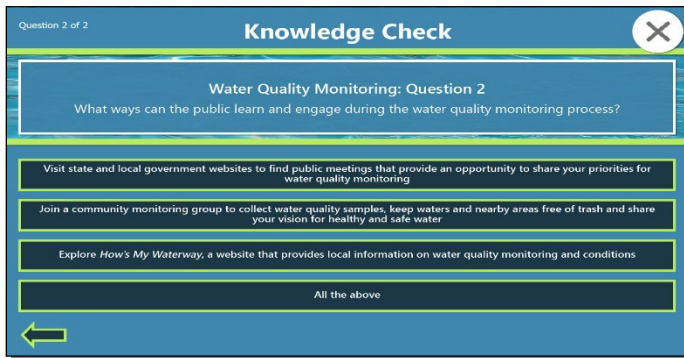 Question 2 of 2
Knowledge Check
Water Quality Monitoring: Question 2
What ways can the public learn and engage during the water quality monitoring process?
Visit state and local government websites to find public meetings that provide an opportunity to share your priorities for
water quality monitoring
Join a community monitoring group to collect water quality samples, keep waters and nearby areas free of trash and share
your vision for healthy and safe water
Explore How's My Waterway, a website that provides local information on water quality monitoring and conditions
All the above